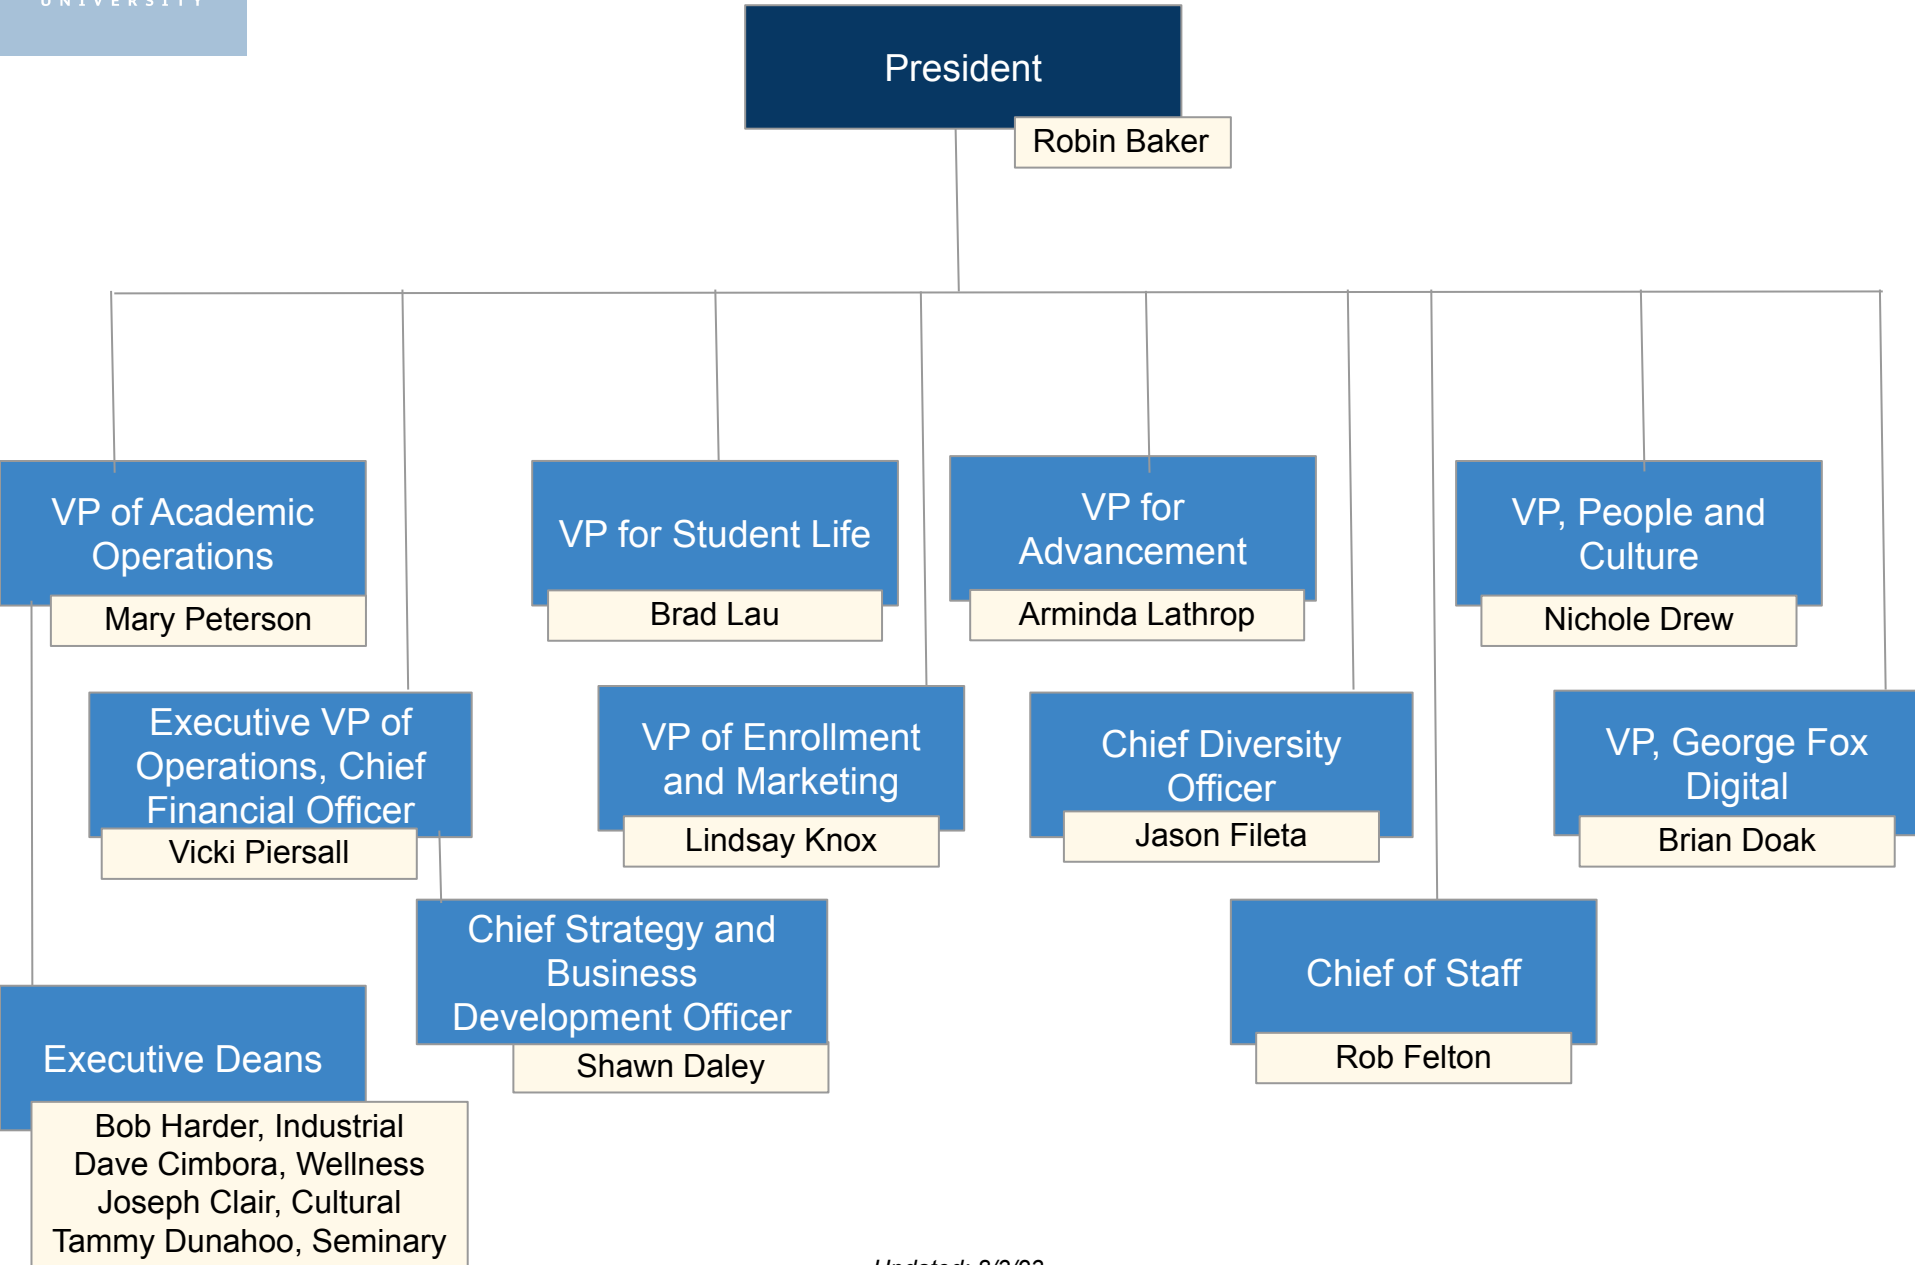 UNIVERSITY
President
Robin Baker
VP of Academic
Operations
Mary Peterson
VP for Student Life
Brad Lau
VP for
Advancement
Arminda Lathrop
VP, People and
Culture
Nichole Drew
Executive VP of
Operations, Chief
Financial Officer
Vicki Piersall
VP of Enrollment
and Marketing
Lindsay Knox
Chief Diversity
Officer
Jason Fileta
VP, George Fox
Digital
Brian Doak
Chief Strategy and
Business
Development Officer
Shawn Daley
Chief of Staff
Rob Felton
Executive Deans
Bob Harder, Industrial
Dave Cimbora, Wellness
Joseph Clair, Cultural
Tammy Dunahoo, Seminary
Updated: